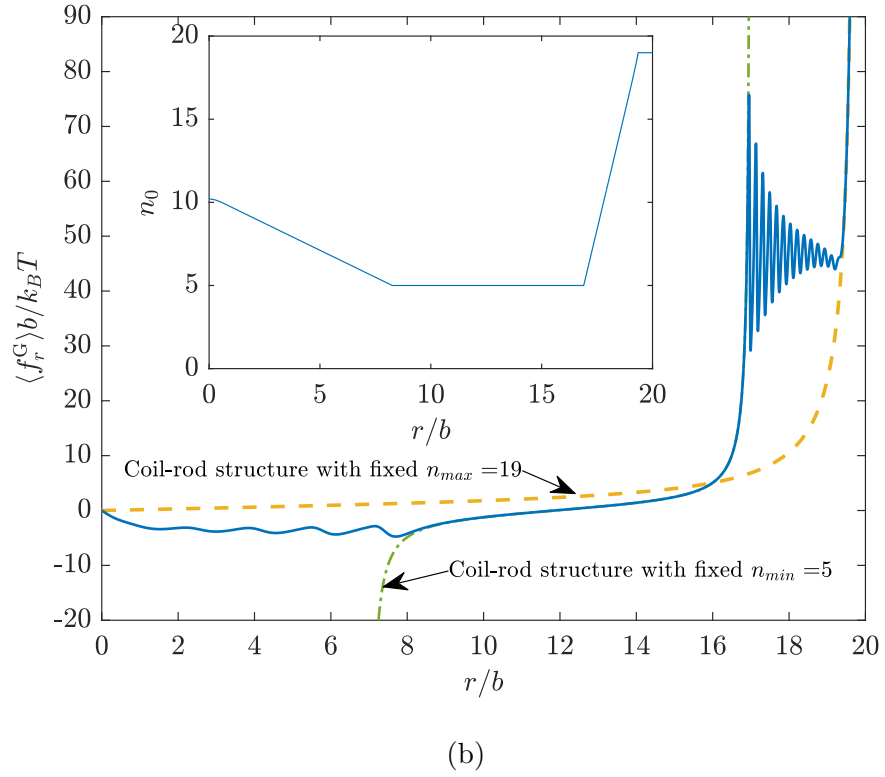 90
80
70
60
50
40
30
20
10
0
-10
-20
⟨f_r^G⟩b/k_BT
20
15
10
5
0
n_0
0 5 10 15 20
r/b
Coil-rod structure with fixed n_max =19
Coil-rod structure with fixed n_min =5
0 2 4 6 8 10 12 14 16 18 20
r/b
(b)